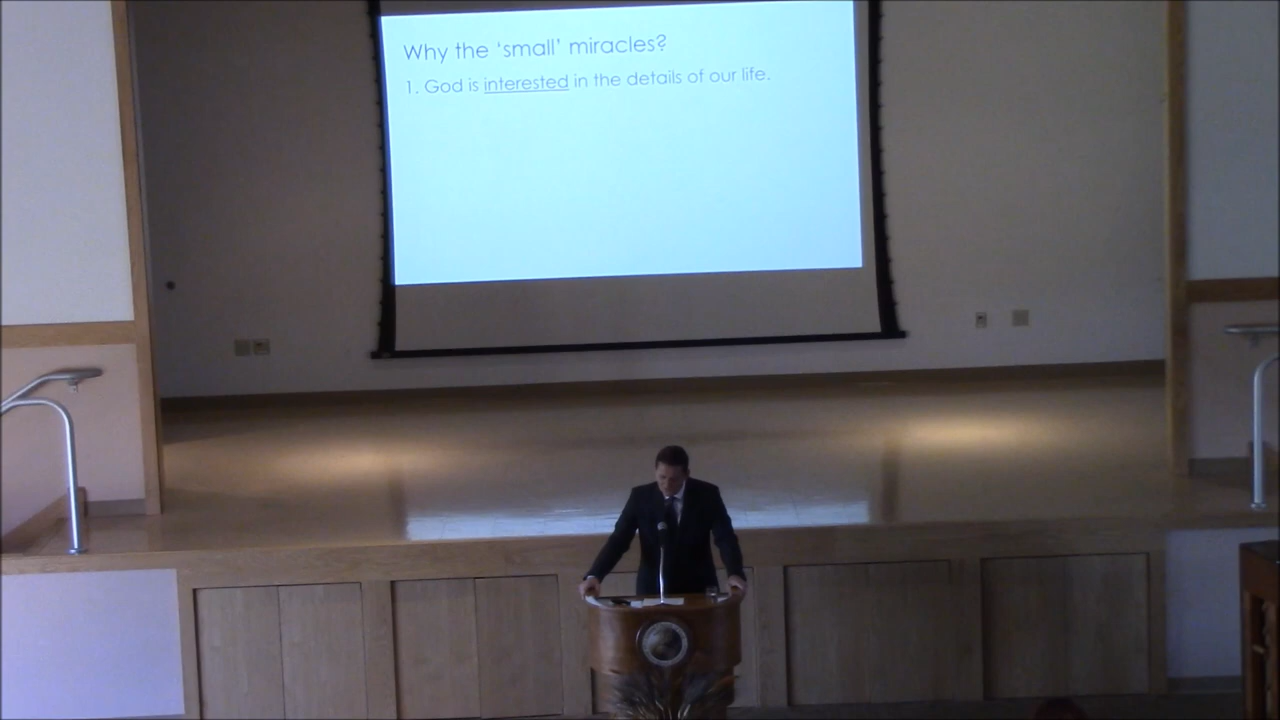 Why the ‘small’ miracles?
1. God is interested in the details of our life.